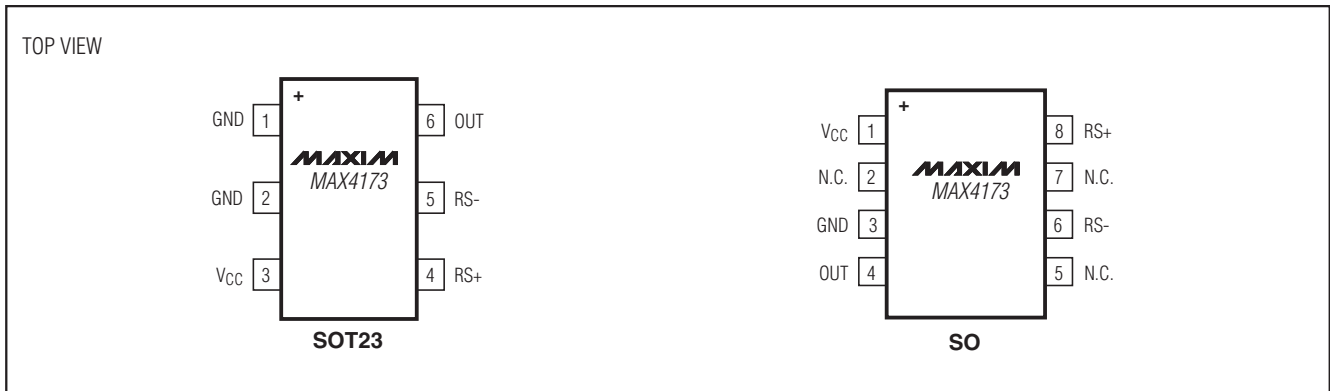 TOP VIEW
+
GND 1
6 OUT
MAXIM
MAX4173
GND 2
5 RS-
VCC 3
4 RS+
SOT23
+
VCC 1
8 RS+
N.C. 2
7 N.C.
MAXIM
MAX4173
GND 3
6 RS-
OUT 4
5 N.C.
SO